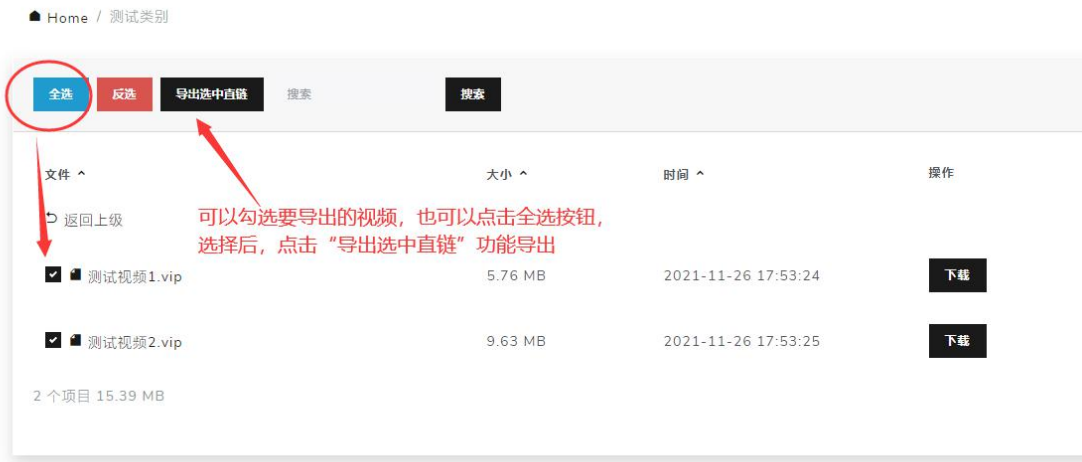 Home / 测试类别
全选 反选 导出选中直链 搜索 搜索
文件 大小 时间 操作
返回上级
可以勾选要导出的视频，也可以点击全选按钮，
选择后，点击“导出选中直链”功能导出
测试视频1.vip 5.76 MB 2021-11-26 17:53:24 下载
测试视频2.vip 9.63 MB 2021-11-26 17:53:25 下载
2 个项目 15.39 MB